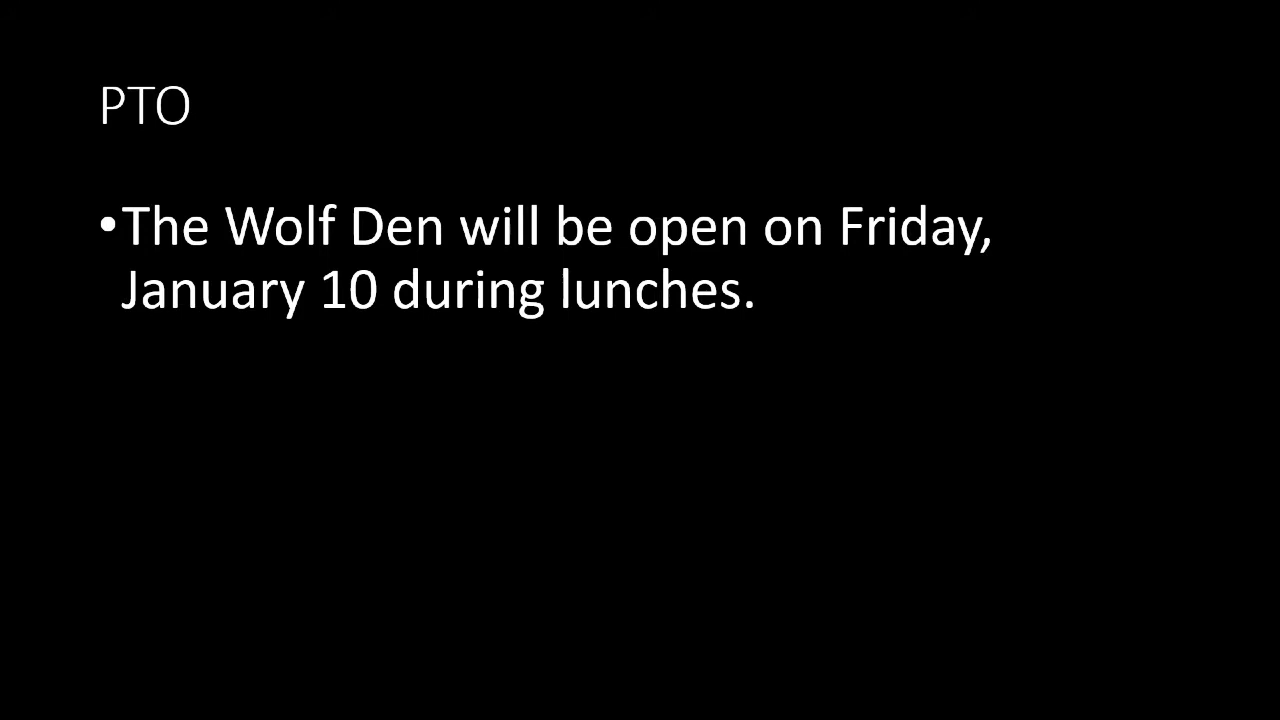 PTO
•The Wolf Den will be open on Friday,
January 10 during lunches.